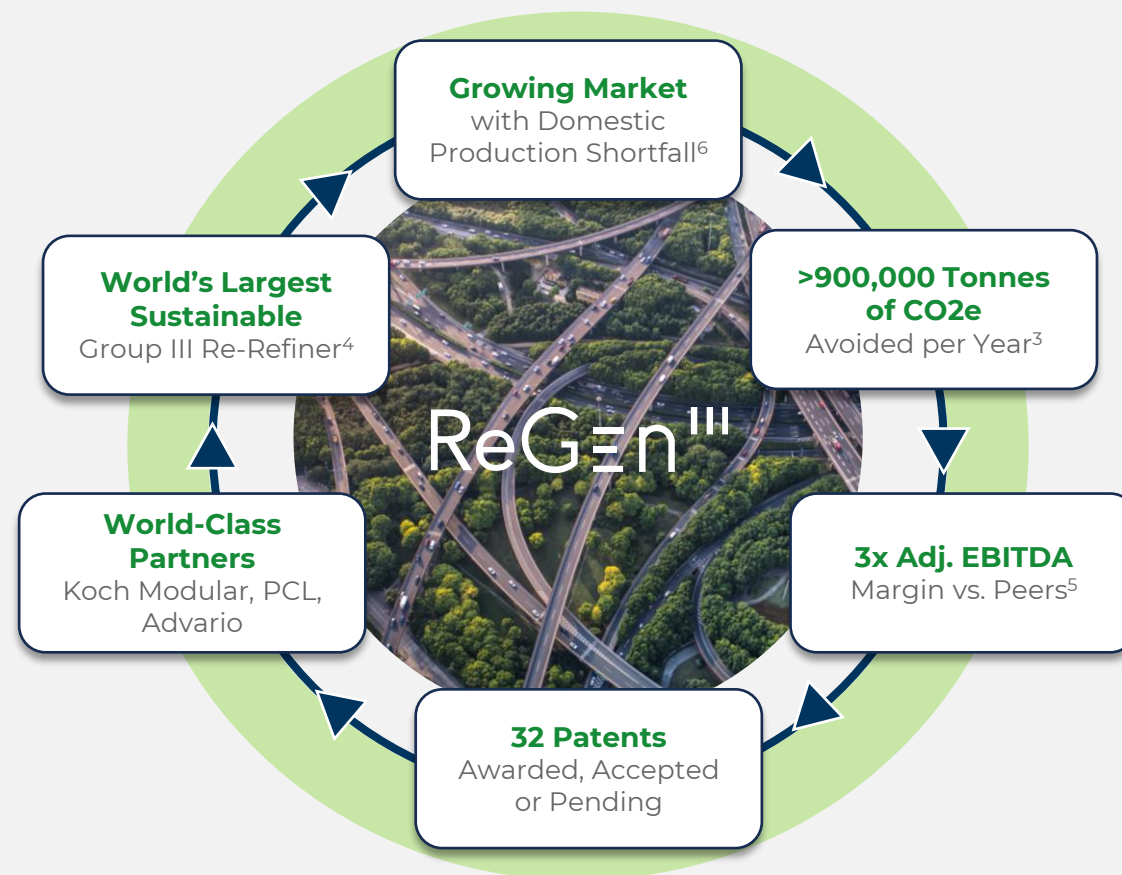 Growing Market
with Domestic
Production Shortfall⁶
World’s Largest
Sustainable
Group III Re-Refiner⁴
>900,000 Tonnes
of CO2e
Avoided per Year³
ReGen III
World-Class
Partners
Koch Modular, PCL,
Advario
3x Adj. EBITDA
Margin vs. Peers⁵
32 Patents
Awarded, Accepted
or Pending